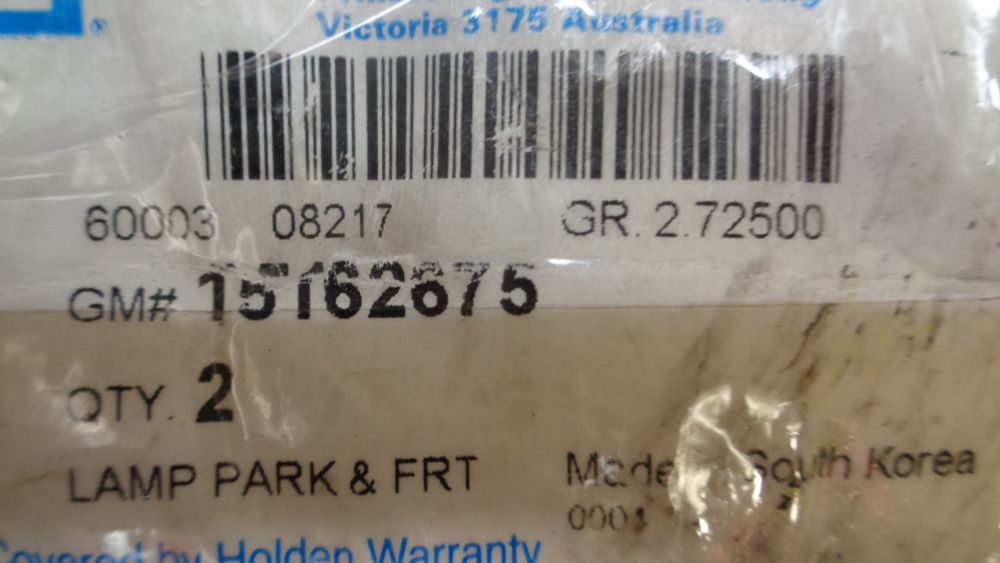 Victoria 3175 Australia
60003 08217 GR. 2.72500
GM# 15162675
QTY. 2
LAMP PARK & FRT Made South Korea
0001
Covered by Holden Warranty